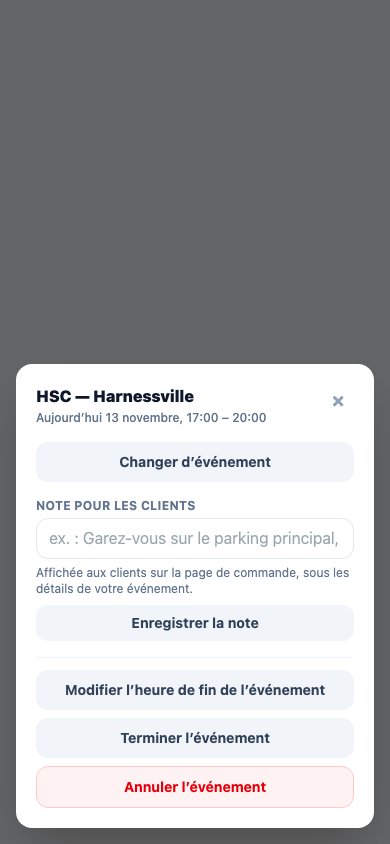 HSC — Harnessville
×
Aujourd’hui 13 novembre, 17:00 – 20:00
Changer d’événement
NOTE POUR LES CLIENTS
ex. : Garez-vous sur le parking principal,
Affichée aux clients sur la page de commande, sous les
détails de votre événement.
Enregistrer la note
Modifier l’heure de fin de l’événement
Terminer l’événement
Annuler l’événement